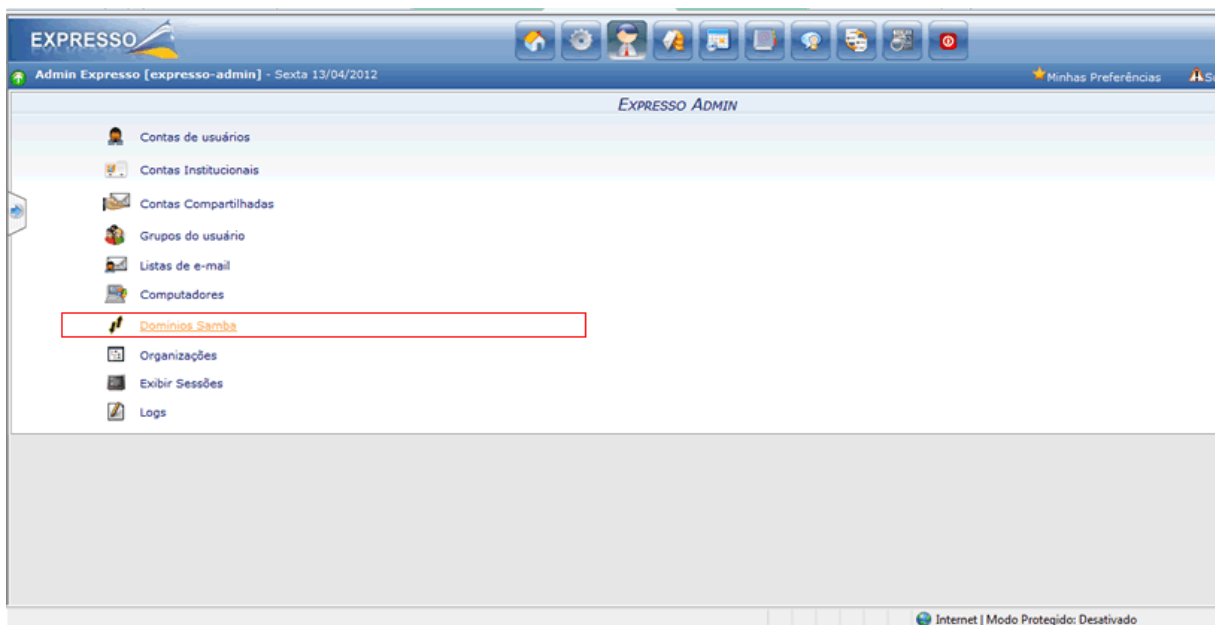 EXPRESSO
Admin Expresso [expresso-admin] - Sexta 13/04/2012
Minhas Preferências
EXPRESSO ADMIN
Contas de usuários
Contas Institucionais
Contas Compartilhadas
Grupos do usuário
Listas de e-mail
Computadores
Dominios Samba
Organizações
Exibir Sessões
Logs
Internet | Modo Protegido: Desativado